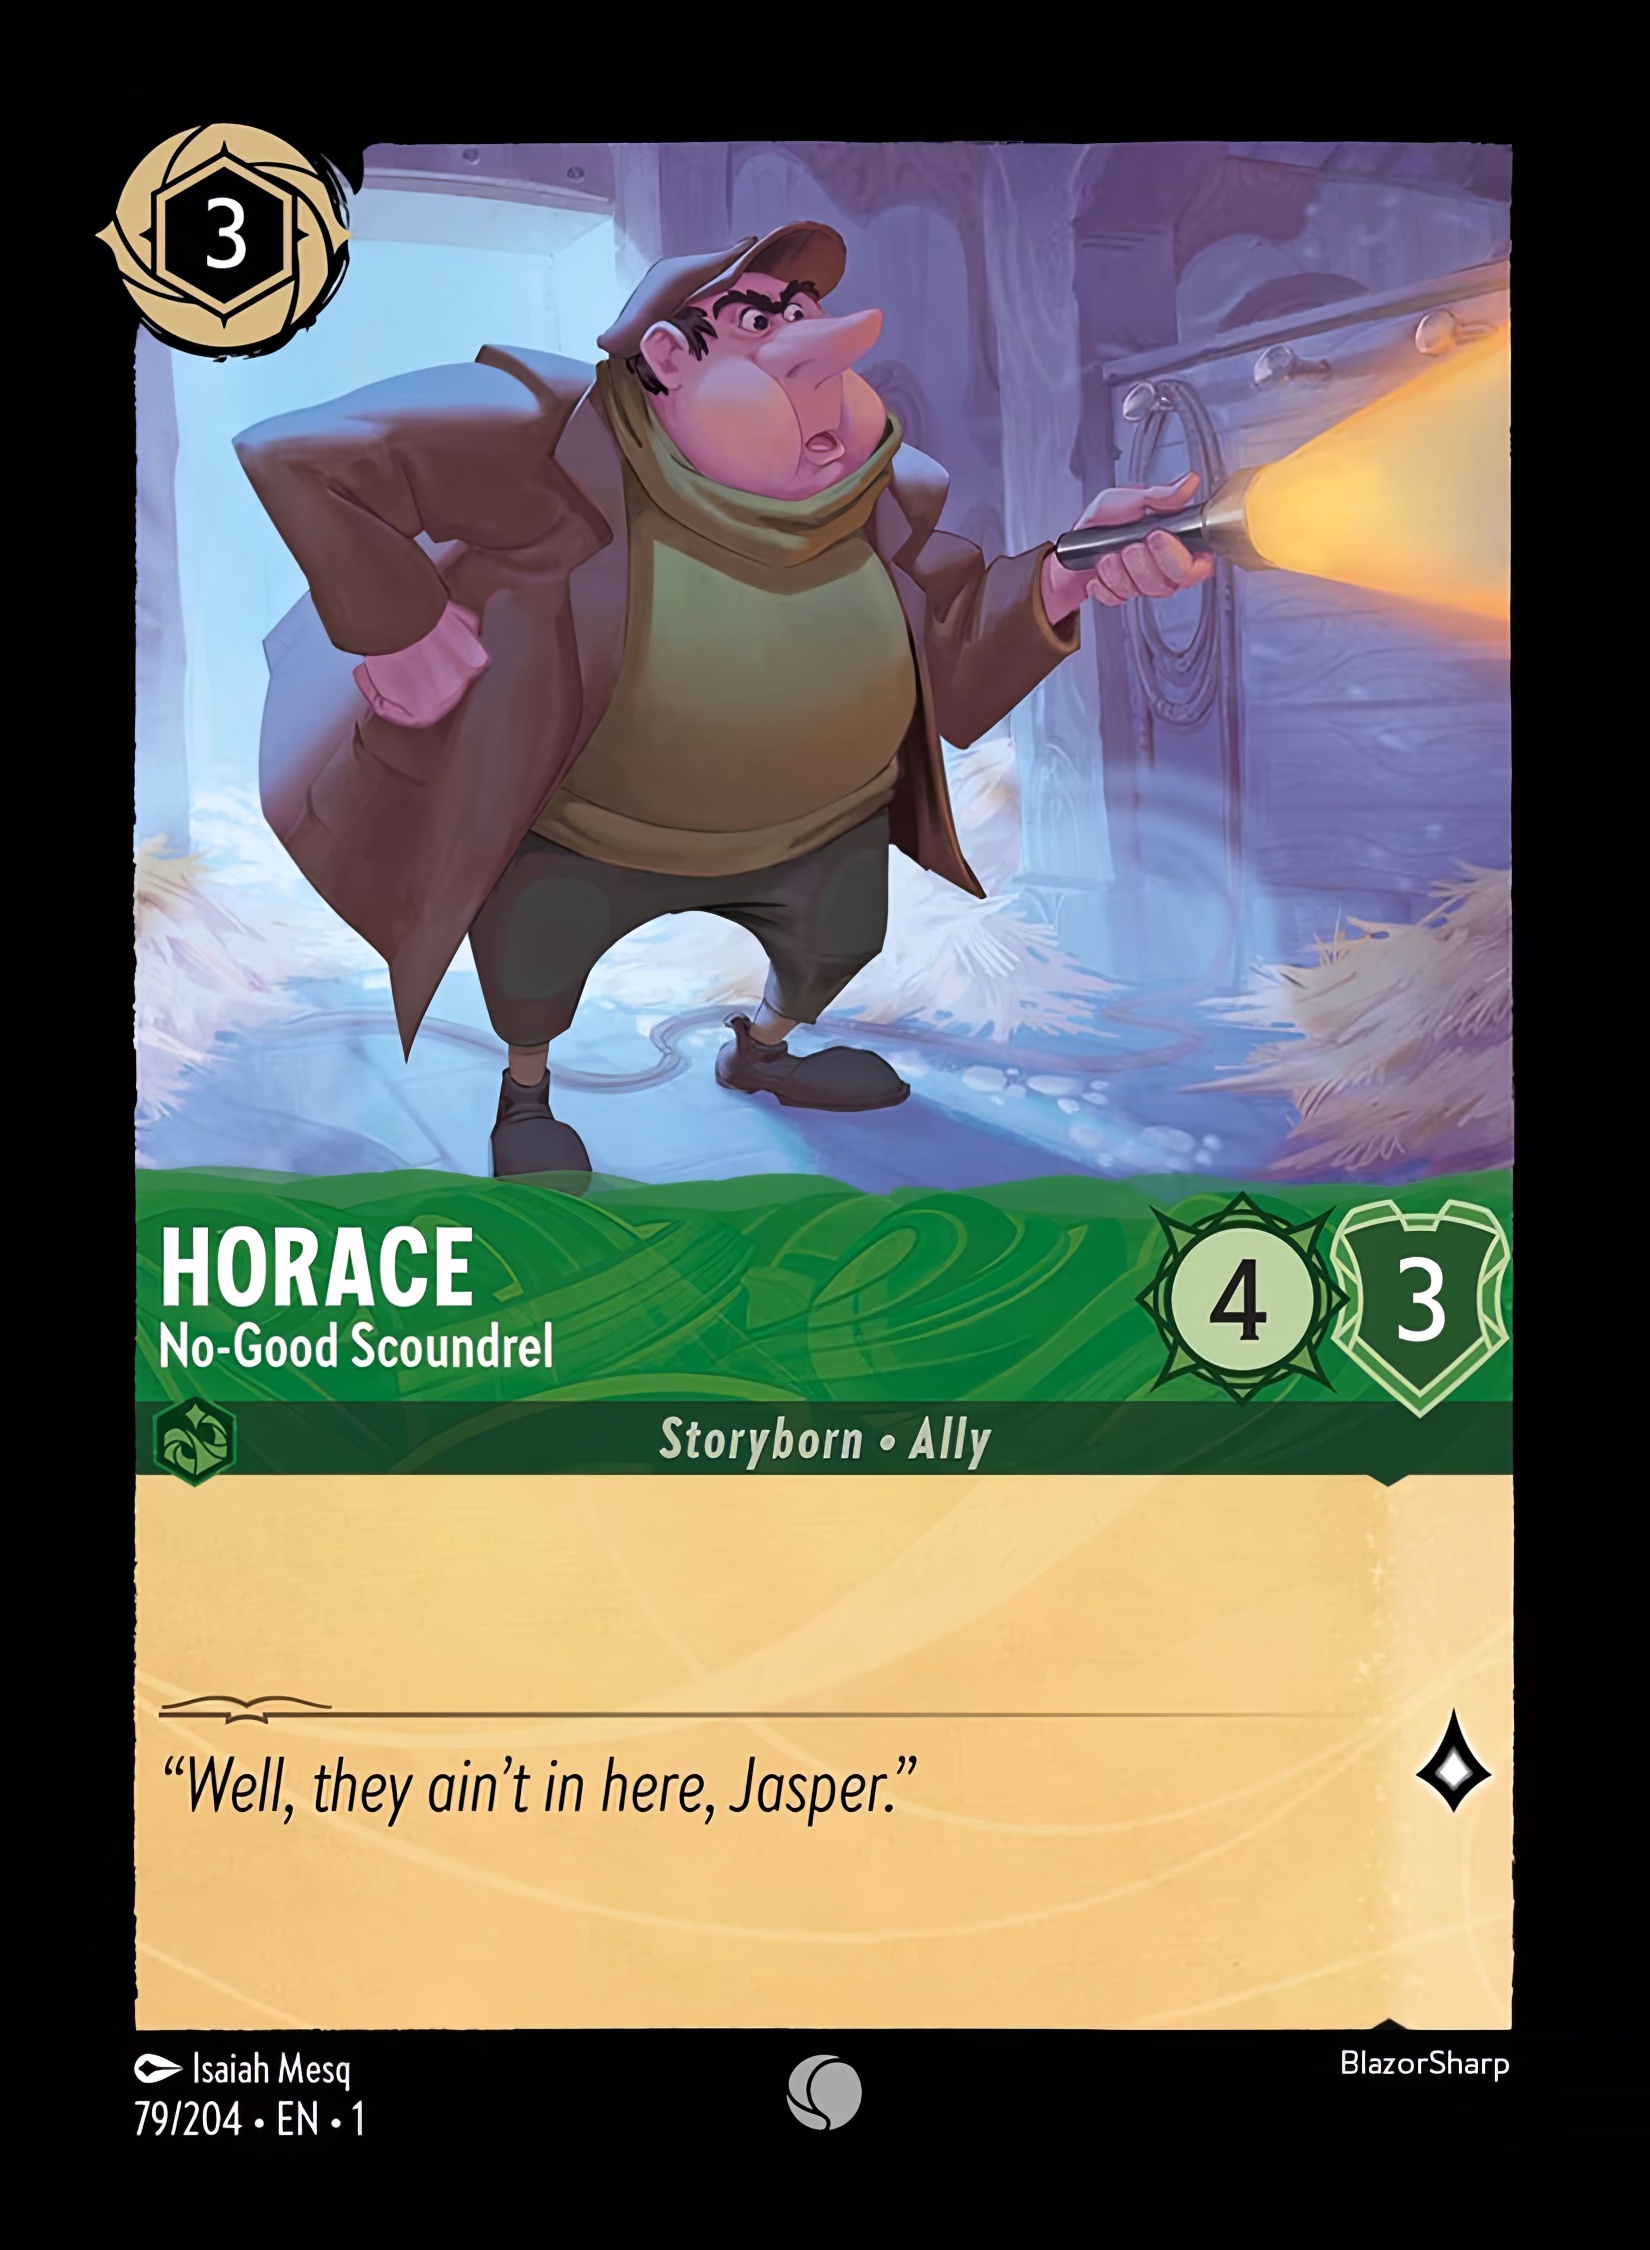 3
HORACE
No-Good Scoundrel
4
3
Storyborn • Ally
“Well, they ain’t in here, Jasper.”
Isaiah Mesq
79/204 • EN • 1
BlazorSharp